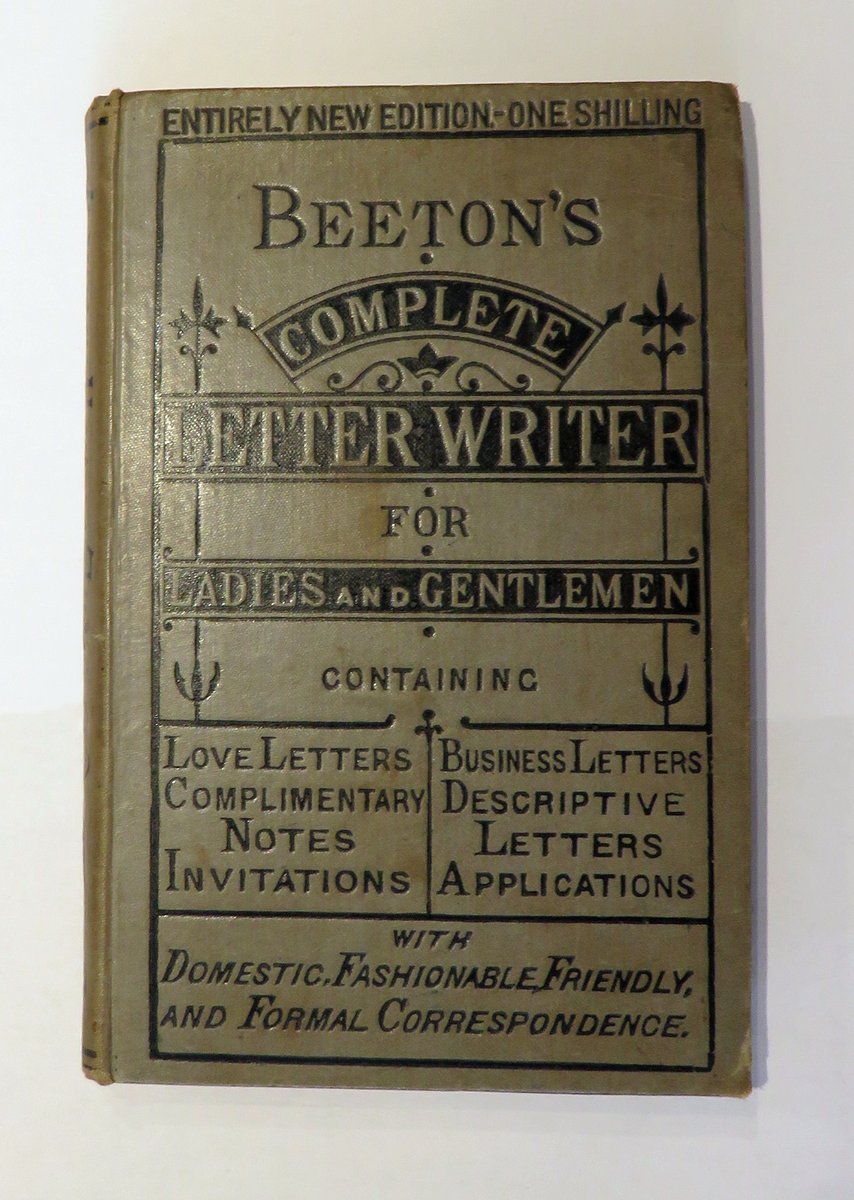 ENTIRELY NEW EDITION.-ONE SHILLING
BEETON'S
COMPLETE
LETTER-WRITER
FOR
LADIES AND GENTLEMEN
CONTAINING
LOVE LETTERS
COMPLIMENTARY
NOTES
INVITATIONS
BUSINESS LETTERS
DESCRIPTIVE
LETTERS
APPLICATIONS
WITH
DOMESTIC, FASHIONABLE, FRIENDLY,
AND FORMAL CORRESPONDENCE.